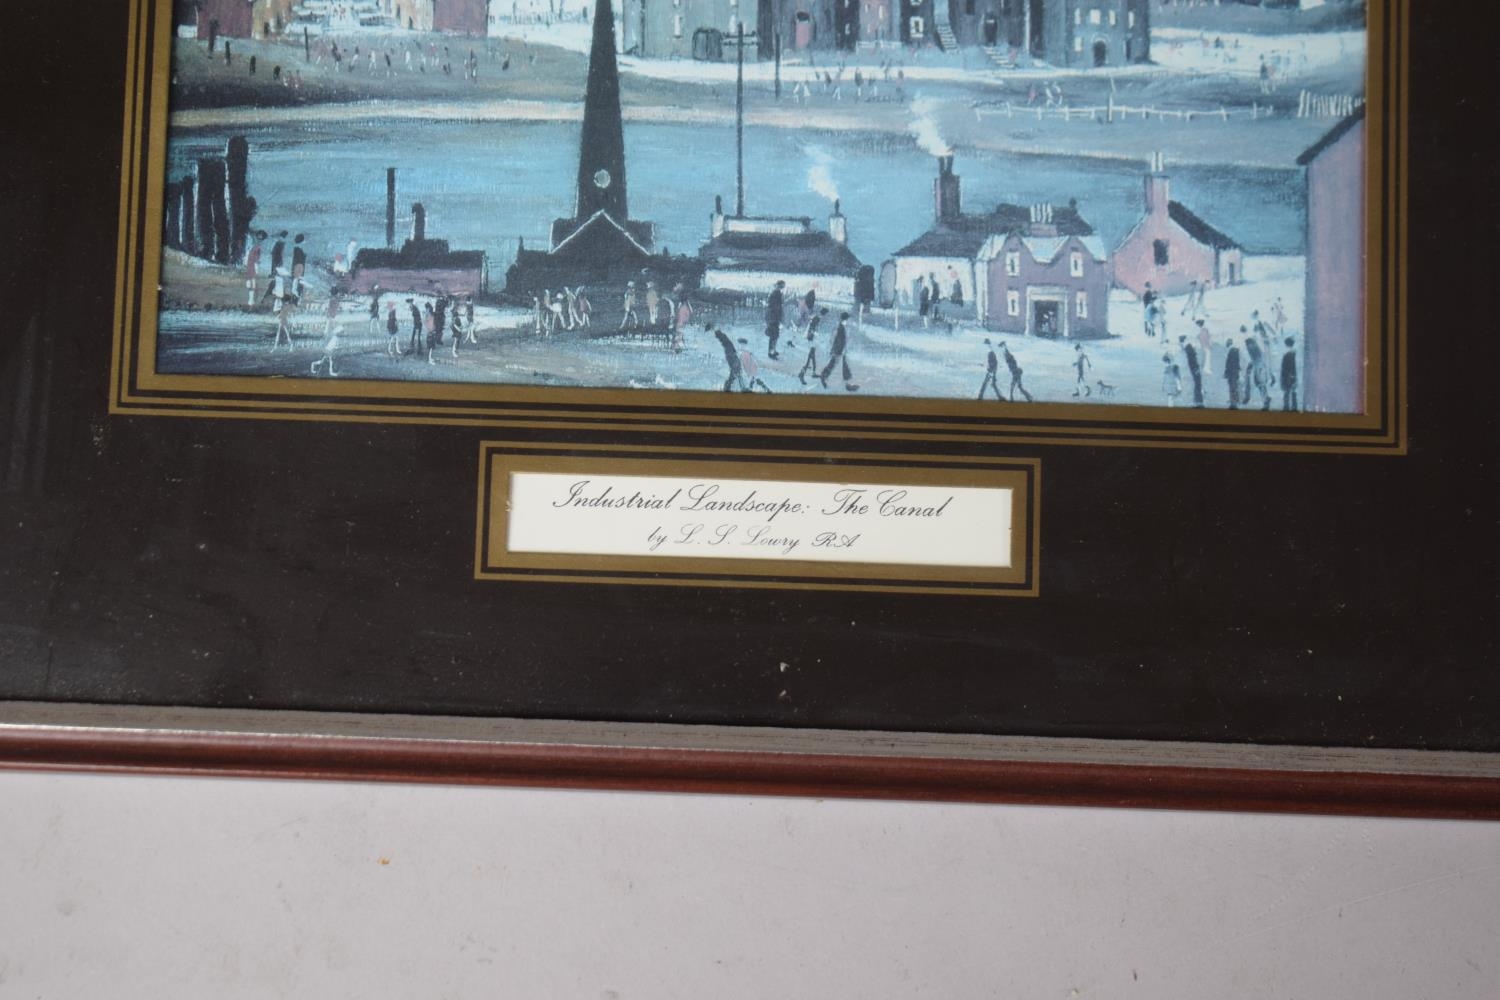 Industrial Landscape: The Canal
by L. S. Lowry RA